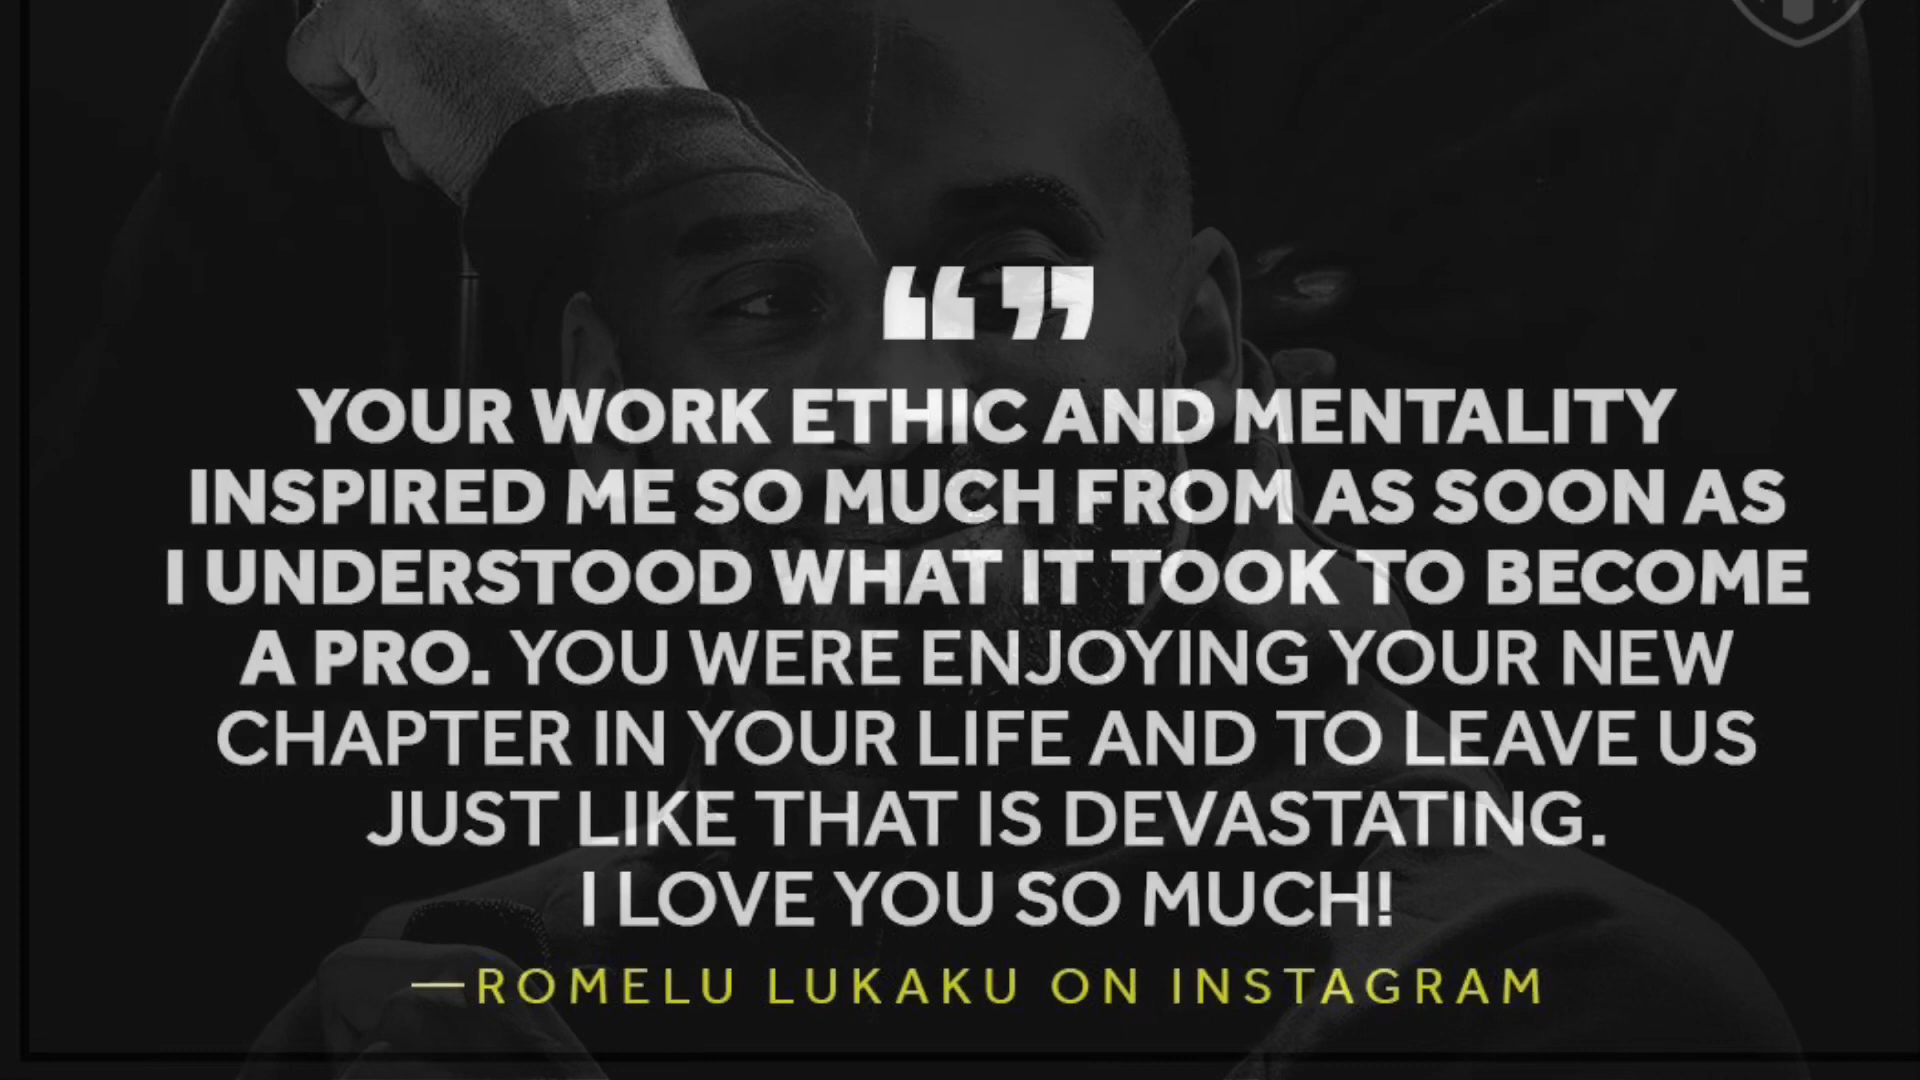 “”
YOUR WORK ETHIC AND MENTALITY
INSPIRED ME SO MUCH FROM AS SOON AS
I UNDERSTOOD WHAT IT TOOK TO BECOME
A PRO. YOU WERE ENJOYING YOUR NEW
CHAPTER IN YOUR LIFE AND TO LEAVE US
JUST LIKE THAT IS DEVASTATING.
I LOVE YOU SO MUCH!
—ROMELU LUKAKU ON INSTAGRAM